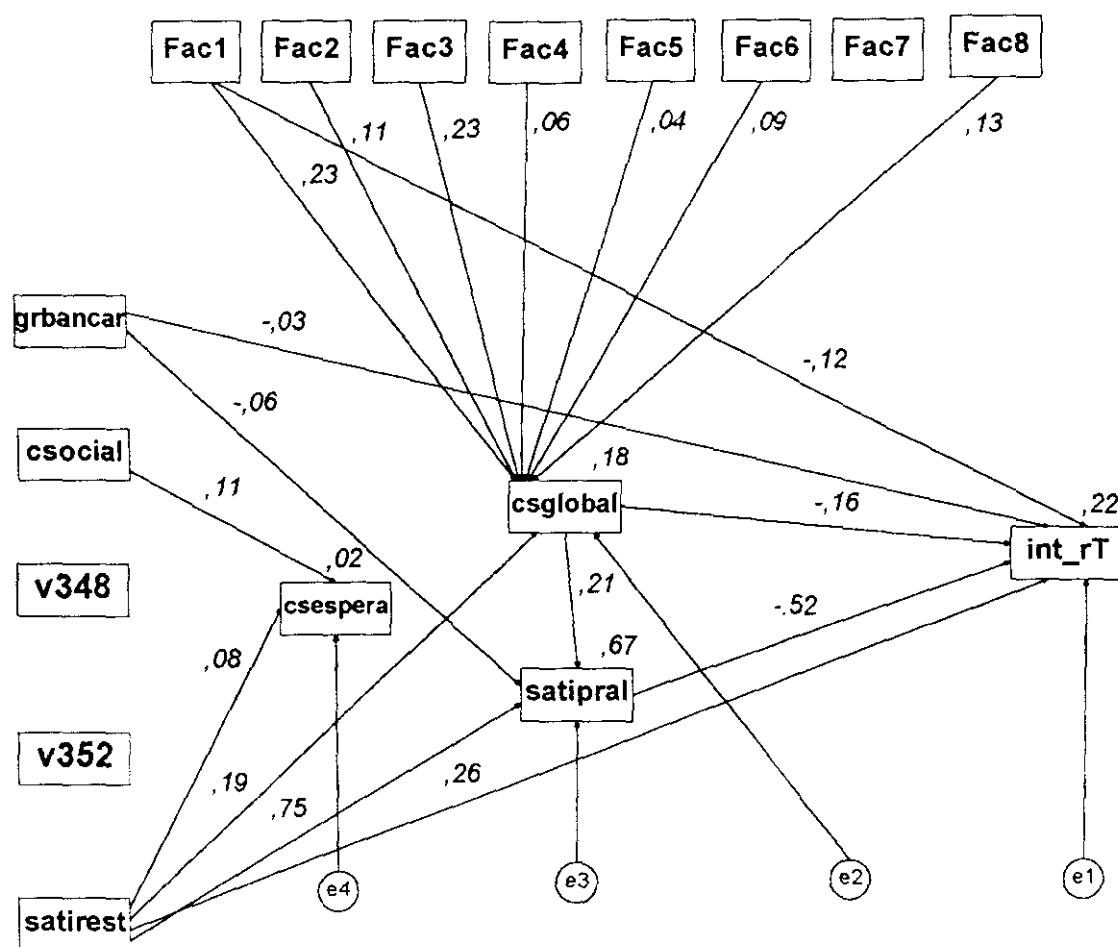 Fac1 Fac2 Fac3 Fac4 Fac5 Fac6 Fac7 Fac8
,23 ,11 ,23 ,06 ,04 ,09 ,13
grbancar
-,03
-,12
-,06
csocial
,11
,18
csglobal
-,16
,22
int_rT
v348
,02
csespera
,21
-.52
,08
,67
satipral
v352
,19
,75
,26
e4
e3
e2
e1
satirest